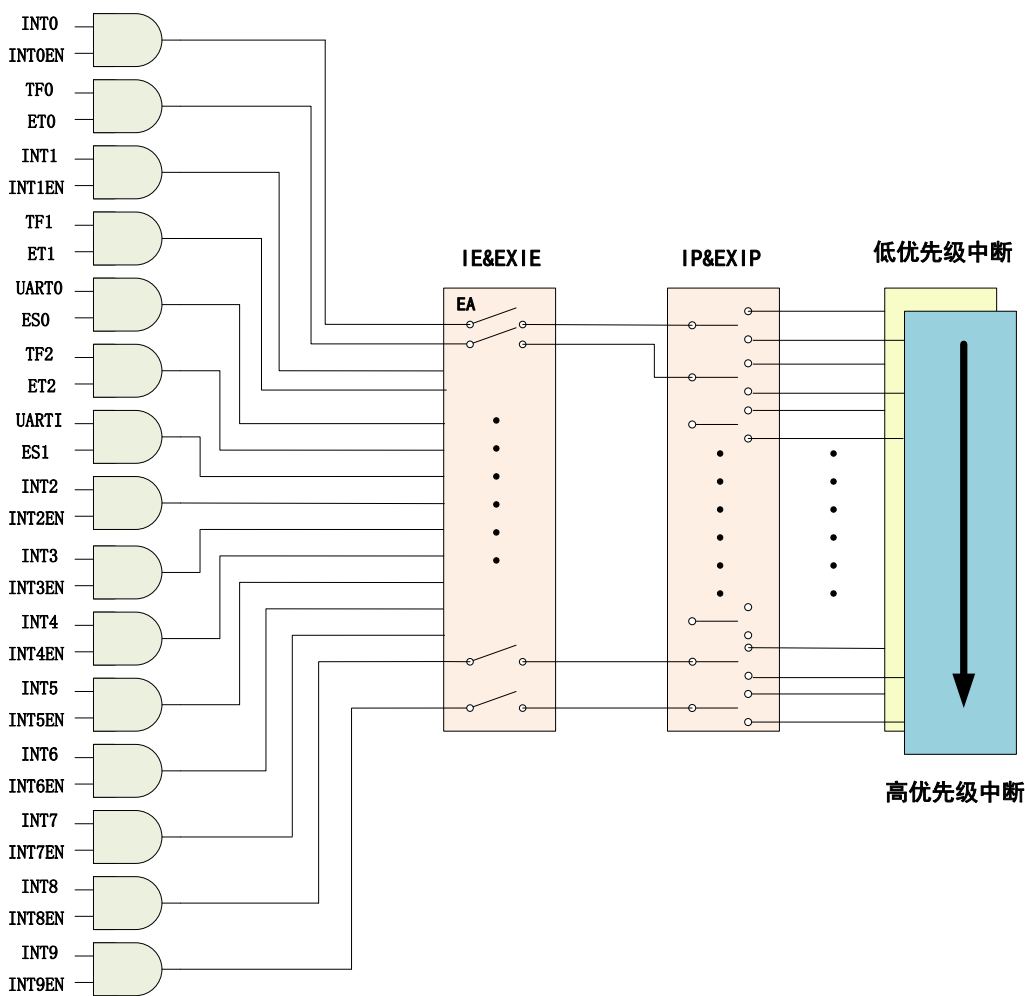 INT0
INT0EN
TF0
ET0
INT1
INT1EN
TF1
ET1
UART0
ES0
TF2
ET2
UARTI
ES1
INT2
INT2EN
INT3
INT3EN
INT4
INT4EN
INT5
INT5EN
INT6
INT6EN
INT7
INT7EN
INT8
INT8EN
INT9
INT9EN
IE&EXIE
EA
IP&EXIP
低优先级中断
高优先级中断